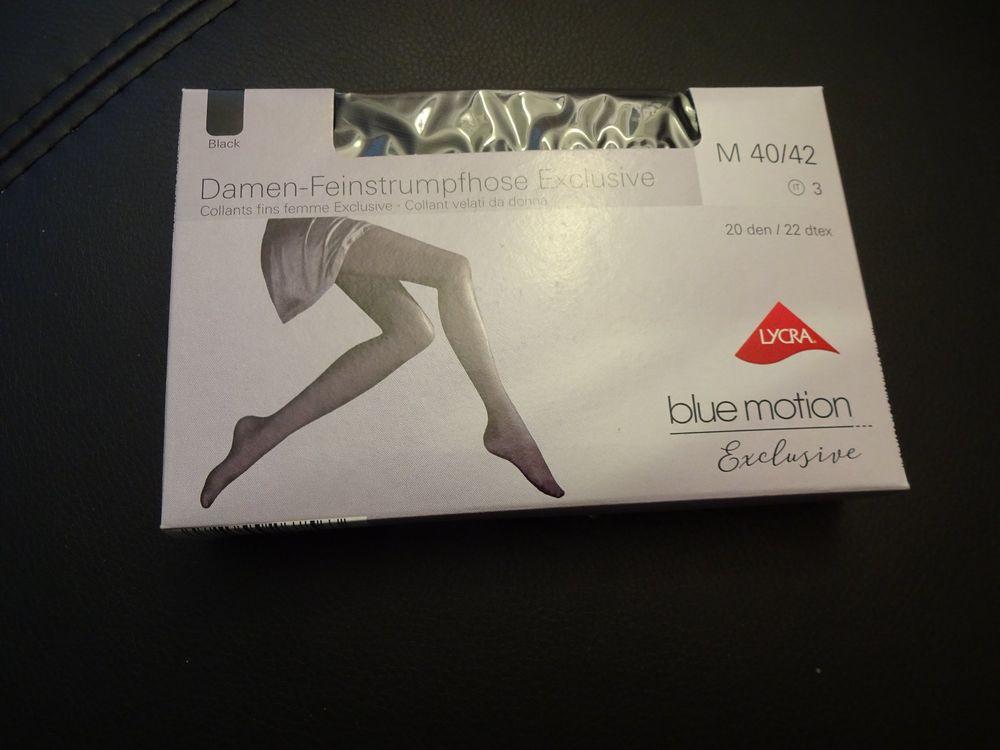 Black
M 40/42
Damen-Feinstrumpfhose Exclusive
IT 3
Collants fins femme Exclusive · Collant velati da donna
20 den / 22 dtex
LYCRA
blue motion
Exclusive